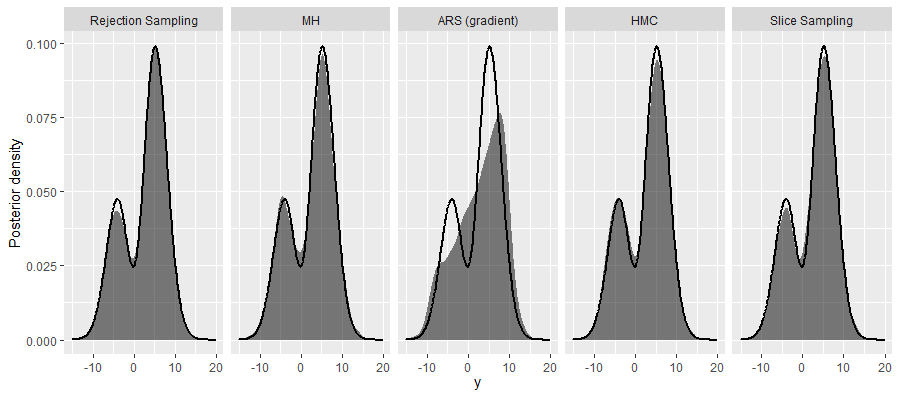 Rejection Sampling MH ARS (gradient) HMC Slice Sampling
0.100
0.075
0.050
0.025
0.000
Posterior density
-10 0 10 20 -10 0 10 20 -10 0 10 20 -10 0 10 20 -10 0 10 20
y